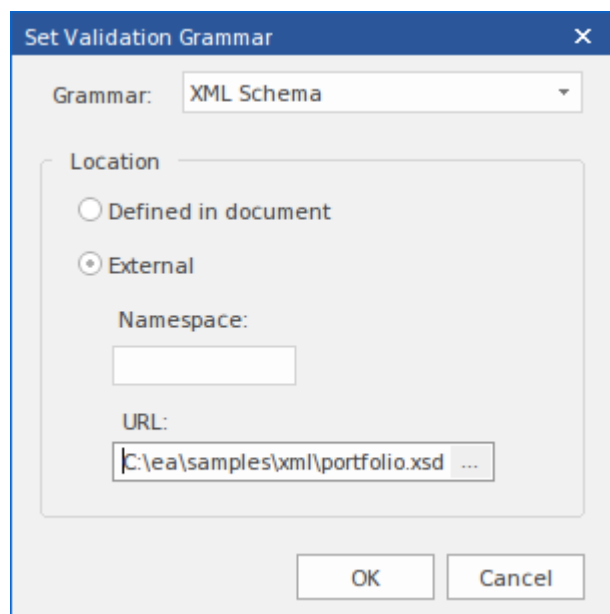 Set Validation Grammar
Grammar: XML Schema
Location
Defined in document
External
Namespace:
URL:
C:\ea\samples\xml\portfolio.xsd ...
OK Cancel